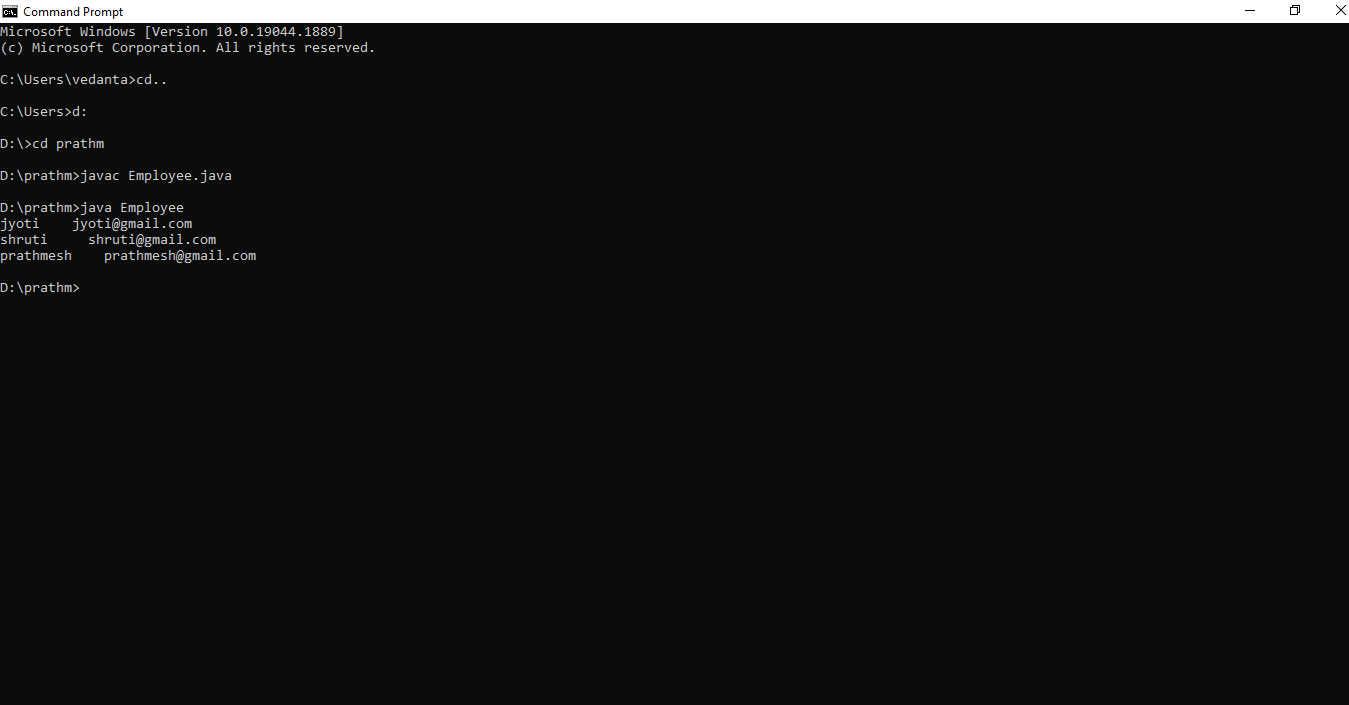 Command Prompt
Microsoft Windows [Version 10.0.19044.1889]
(c) Microsoft Corporation. All rights reserved.
C:\Users\vedanta>cd..
C:\Users>d:
D:\>cd prathm
D:\prathm>javac Employee.java
D:\prathm>java Employee
jyoti    jyoti@gmail.com
shruti     shruti@gmail.com
prathmesh    prathmesh@gmail.com
D:\prathm>